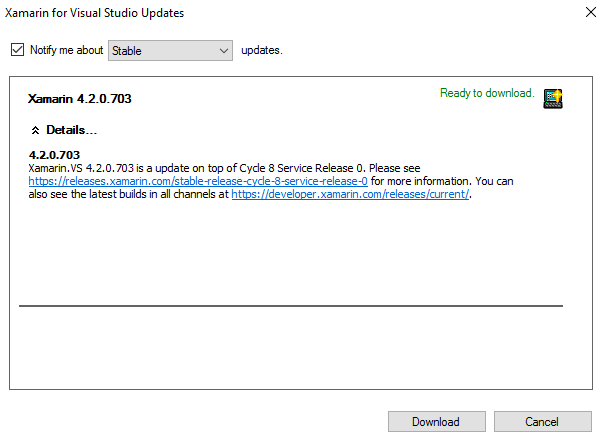 Xamarin for Visual Studio Updates
Notify me about Stable updates.
Xamarin 4.2.0.703
Ready to download.
Details...
4.2.0.703
Xamarin.VS 4.2.0.703 is a update on top of Cycle 8 Service Release 0. Please see
https://releases.xamarin.com/stable-release-cycle-8-service-release-0 for more information. You can
also see the latest builds in all channels at https://developer.xamarin.com/releases/current/.
Download
Cancel